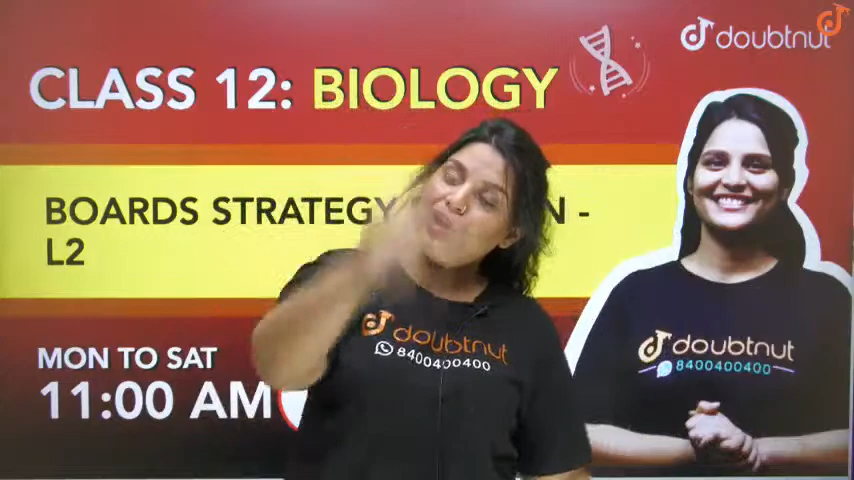 doubtnut
CLASS 12: BIOLOGY
BOARDS STRATEGY N -
L2
MON TO SAT
11:00 AM
doubtnut
8400400400
doubtnut
8400400400